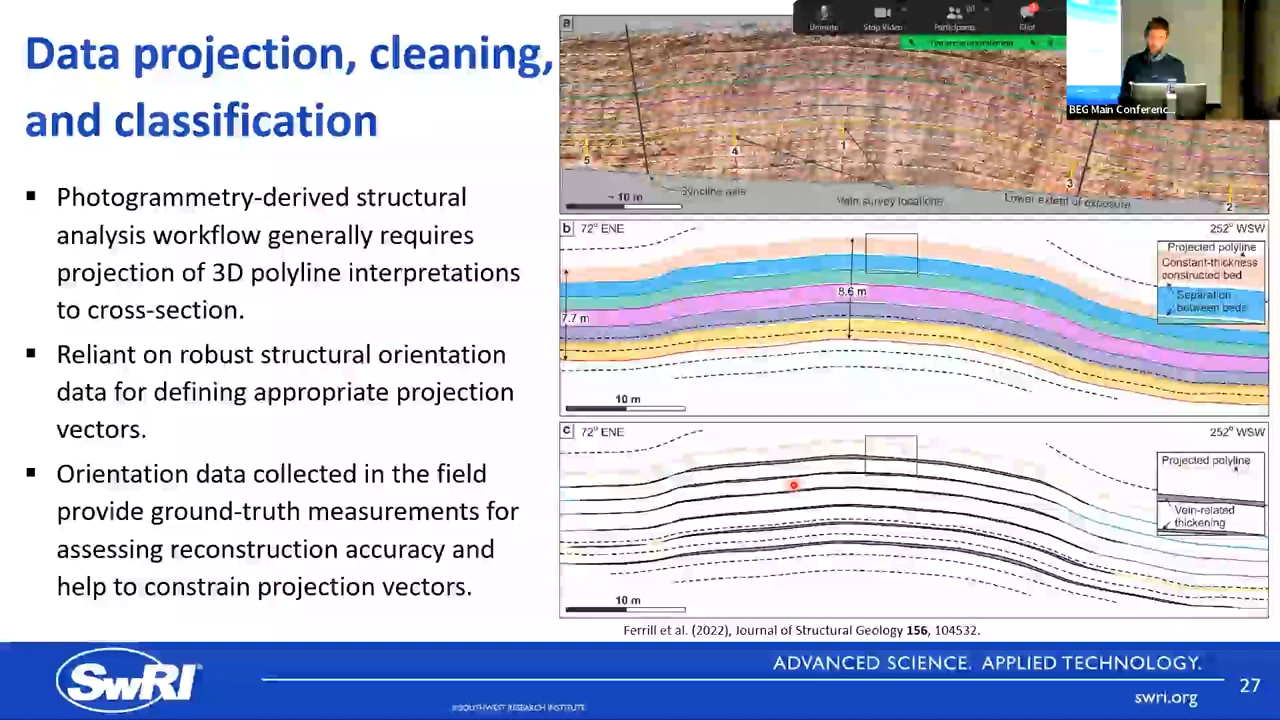 Data projection, cleaning,
and classification
▪ Photogrammetry-derived structural
analysis workflow generally requires
projection of 3D polyline interpretations
to cross-section.
▪ Reliant on robust structural orientation
data for defining appropriate projection
vectors.
▪ Orientation data collected in the field
provide ground-truth measurements for
assessing reconstruction accuracy and
help to constrain projection vectors.
Unmute Stop Video Participants 60 Chat
BEG Main Conferenc...
a
5
4
1
3
2
~ 10 m
Syncline axis
Vein survey locations
Lower extent of exposure
b 72° ENE
252° WSW
Projected polyline
Constant-thickness
constructed bed
Separation
between beds
8.6 m
7.7 m
10 m
c 72° ENE
252° WSW
Projected polyline
Vein-related
thickening
10 m
Ferrill et al. (2022), Journal of Structural Geology 156, 104532.
SwRI
ADVANCED SCIENCE. APPLIED TECHNOLOGY.
27
swri.org
©SOUTHWEST RESEARCH INSTITUTE